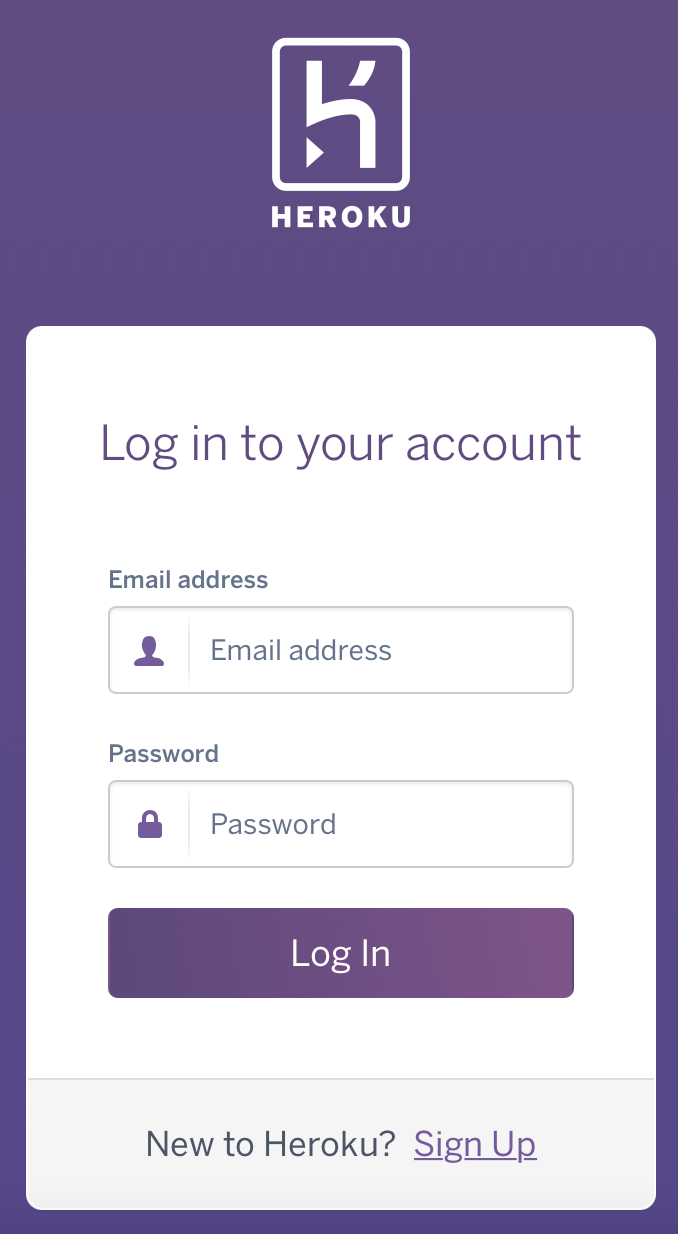 HEROKU
Log in to your account
Email address
Email address
Password
Password
Log In
New to Heroku? Sign Up